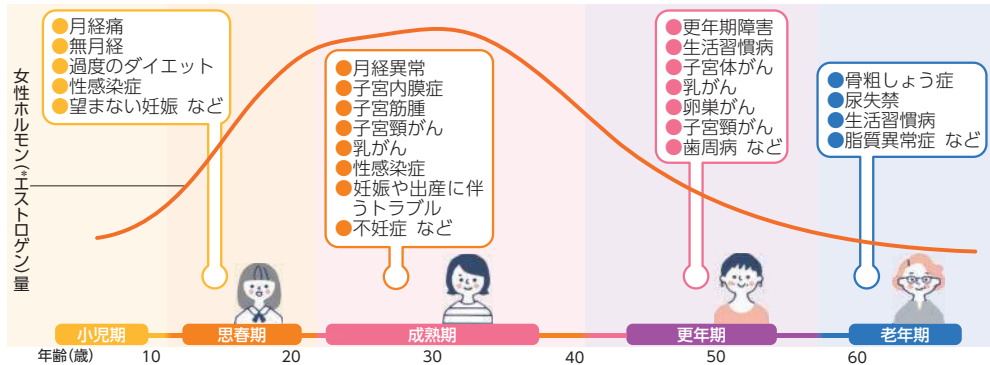 女性ホルモン(*エストロゲン)量
●月経痛
●無月経
●過度のダイエット
●性感染症
●望まない妊娠 など
●月経異常
●子宮内膜症
●子宮筋腫
●子宮頸がん
●乳がん
●性感染症
●妊娠や出産に伴
うトラブル
●不妊症 など
●更年期障害
●生活習慣病
●子宮体がん
●乳がん
●卵巣がん
●子宮頸がん
●歯周病 など
●骨粗しょう症
●尿失禁
●生活習慣病
●脂質異常症 など
小児期 思春期 成熟期 更年期 老年期
年齢(歳) 10 20 30 40 50 60